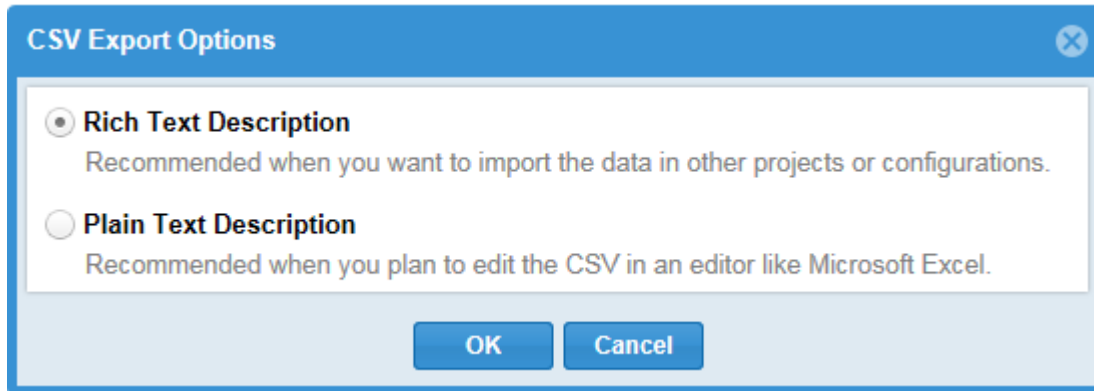 CSV Export Options
Rich Text Description
Recommended when you want to import the data in other projects or configurations.
Plain Text Description
Recommended when you plan to edit the CSV in an editor like Microsoft Excel.
OK
Cancel